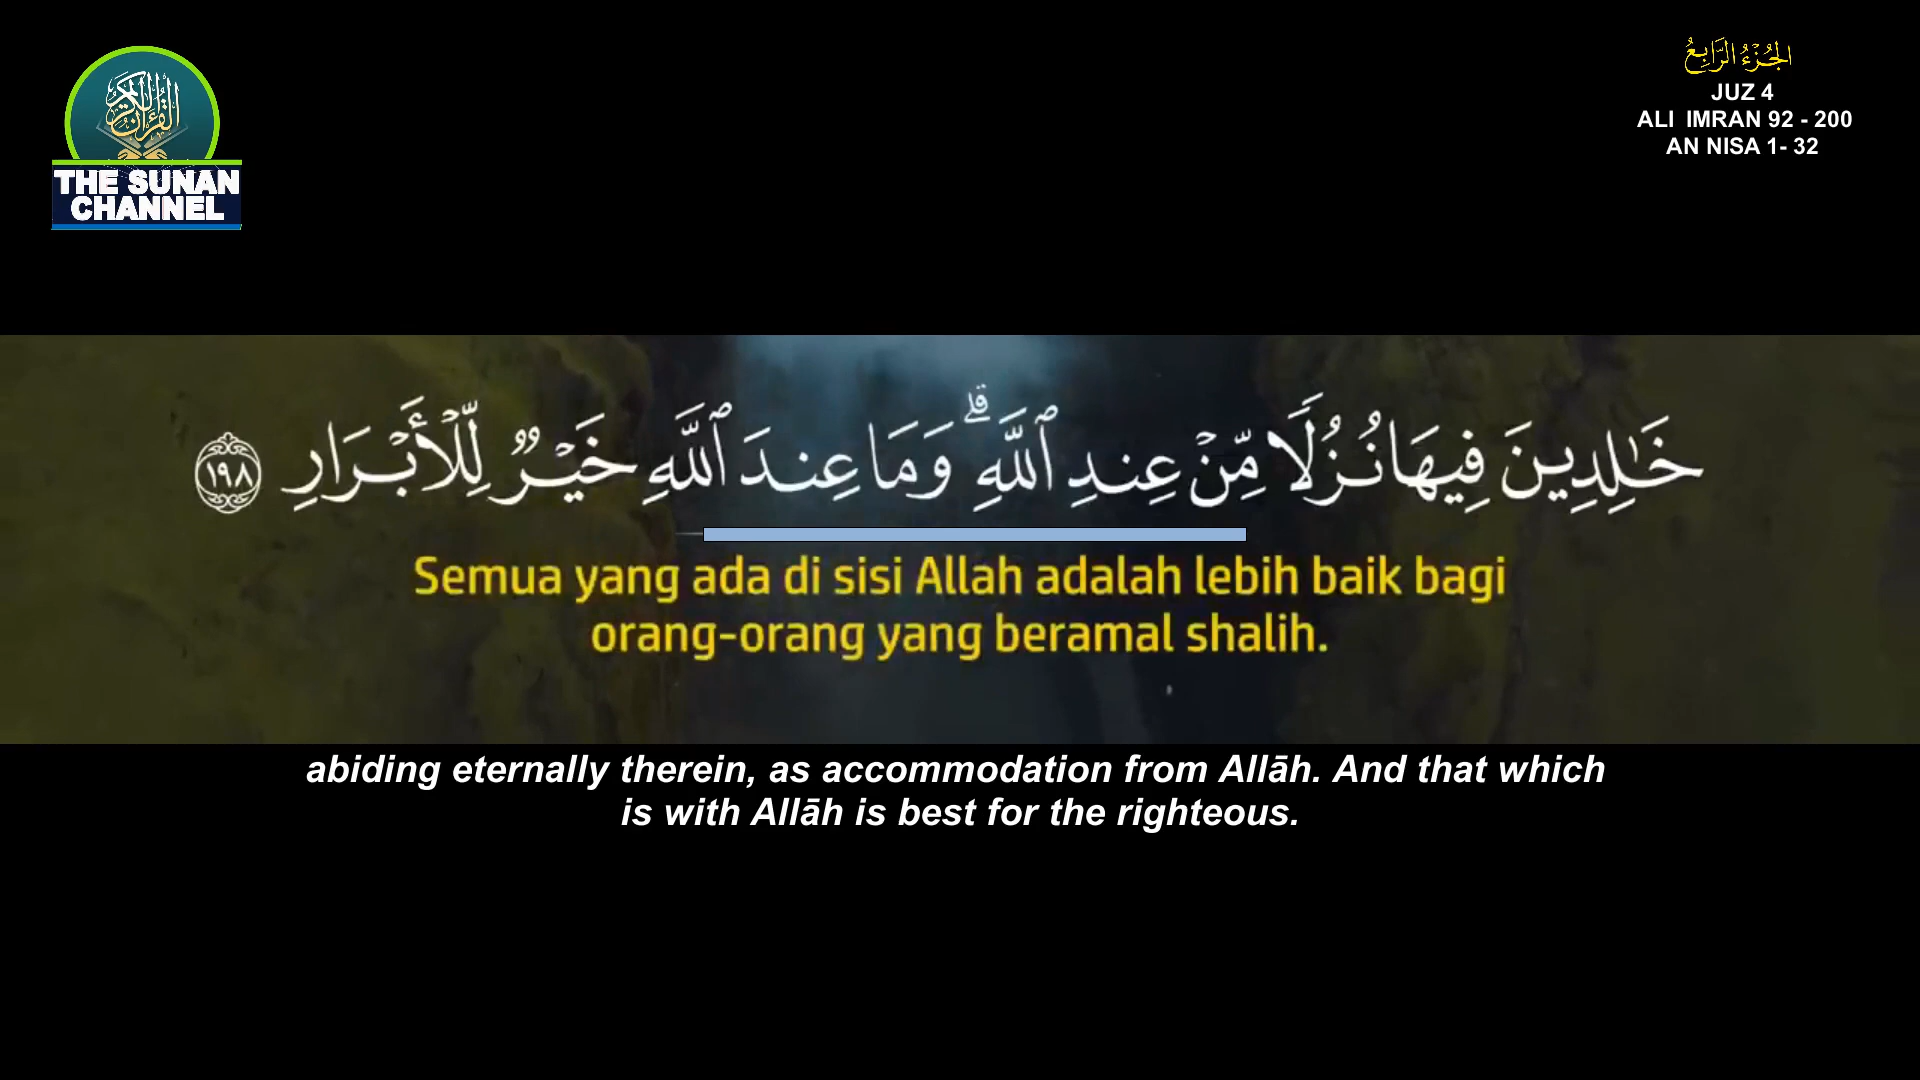 القرآن الكريم
THE SUNAN
CHANNEL
الجُزْءُ الرَّابِعُ
JUZ 4
ALI IMRAN 92 - 200
AN NISA 1- 32
خَـٰلِدِينَ فِيهَا نُزُلًا مِّنْ عِندِ ٱللَّهِ ۗ وَمَا عِندَ ٱللَّهِ خَيْرٌ لِّلْأَبْرَارِ ١٩٨
Semua yang ada di sisi Allah adalah lebih baik bagi
orang-orang yang beramal shalih.
abiding eternally therein, as accommodation from Allāh. And that which
is with Allāh is best for the righteous.